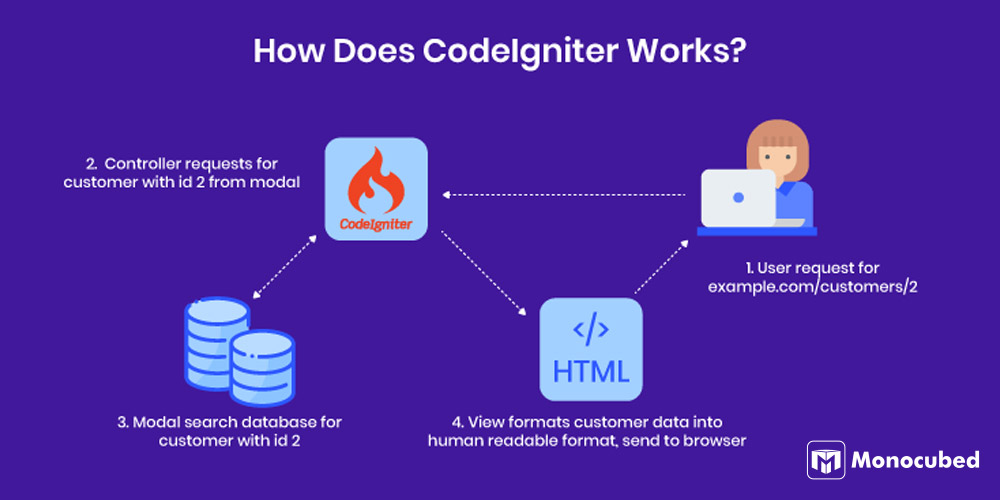 How Does CodeIgniter Works?
2. Controller requests for
customer with id 2 from modal
CodeIgniter
1. User request for
example.com/customers/2
</>
HTML
3. Modal search database for
customer with id 2
4. View formats customer data into
human readable format, send to browser
Monocubed